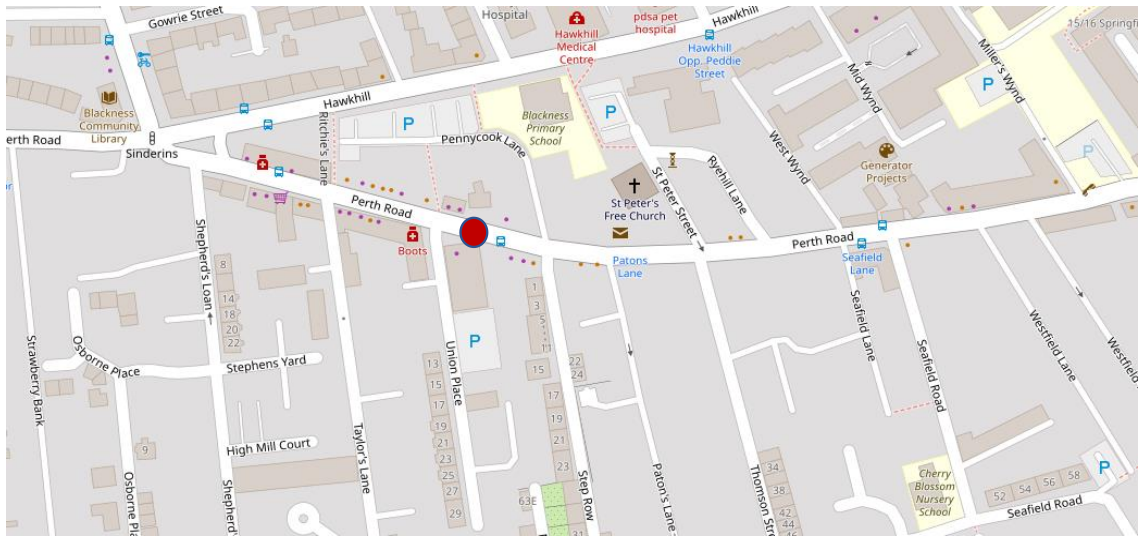 Gowrie Street
Hospital
Hawkhill
Medical
Centre
pdsa pet
hospital
Hawkhill
Hawkhill
Opp. Peddie
Street
Miller's Wynd
Mid Wynd
Blackness
Community
Library
Hawkhill
Ritchie's Lane
P
Pennycook Lane
Blackness
Primary
School
P
Ryehill Lane
West Wynd
Generator
Projects
P
P
erth Road
Sinderins
Perth Road
St Peter Street
St Peter's
Free Church
Boots
Patons
Lane
Perth Road
Seafield
Lane
Shepherd's Loan
8
14
18
20
22
Osborne Place
Stephens Yard
Strawberry Bank
High Mill Court
9
Osborne Pla
Shepherd's
Taylor's Lane
Union Place
P
13
15
17
19
21
23
25
27
29
1
3
5
11
15
22
24
17
19
21
23
63E
Step Row
Paton's Lane
Thomson Stre
34
38
42
44
46
Seafield Lane
Seafield Road
Westfield Lane
Westfield
Cherry
Blossom
Nursery
School
52
54
56
58
P
Seafield Road